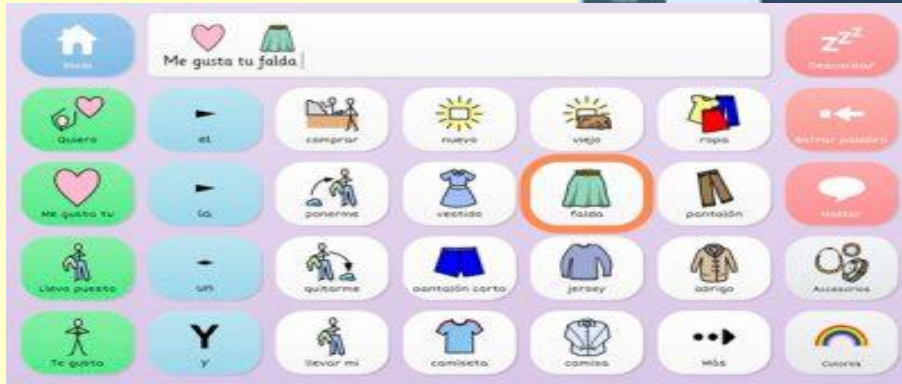 Me gusta tu falda
Inicio
zzz
Descansar
Quiero
el
comprar
nuevo
viejo
ropa
Borrar palabra
Me gusta tu
la
ponerme
vestido
falda
pantalón
Hablar
Llevo puesto
un
quitarme
pantalón corto
jersey
abrigo
Accesorios
Te gusta
Y
y
llevar mi
camiseta
camisa
Más
Colores